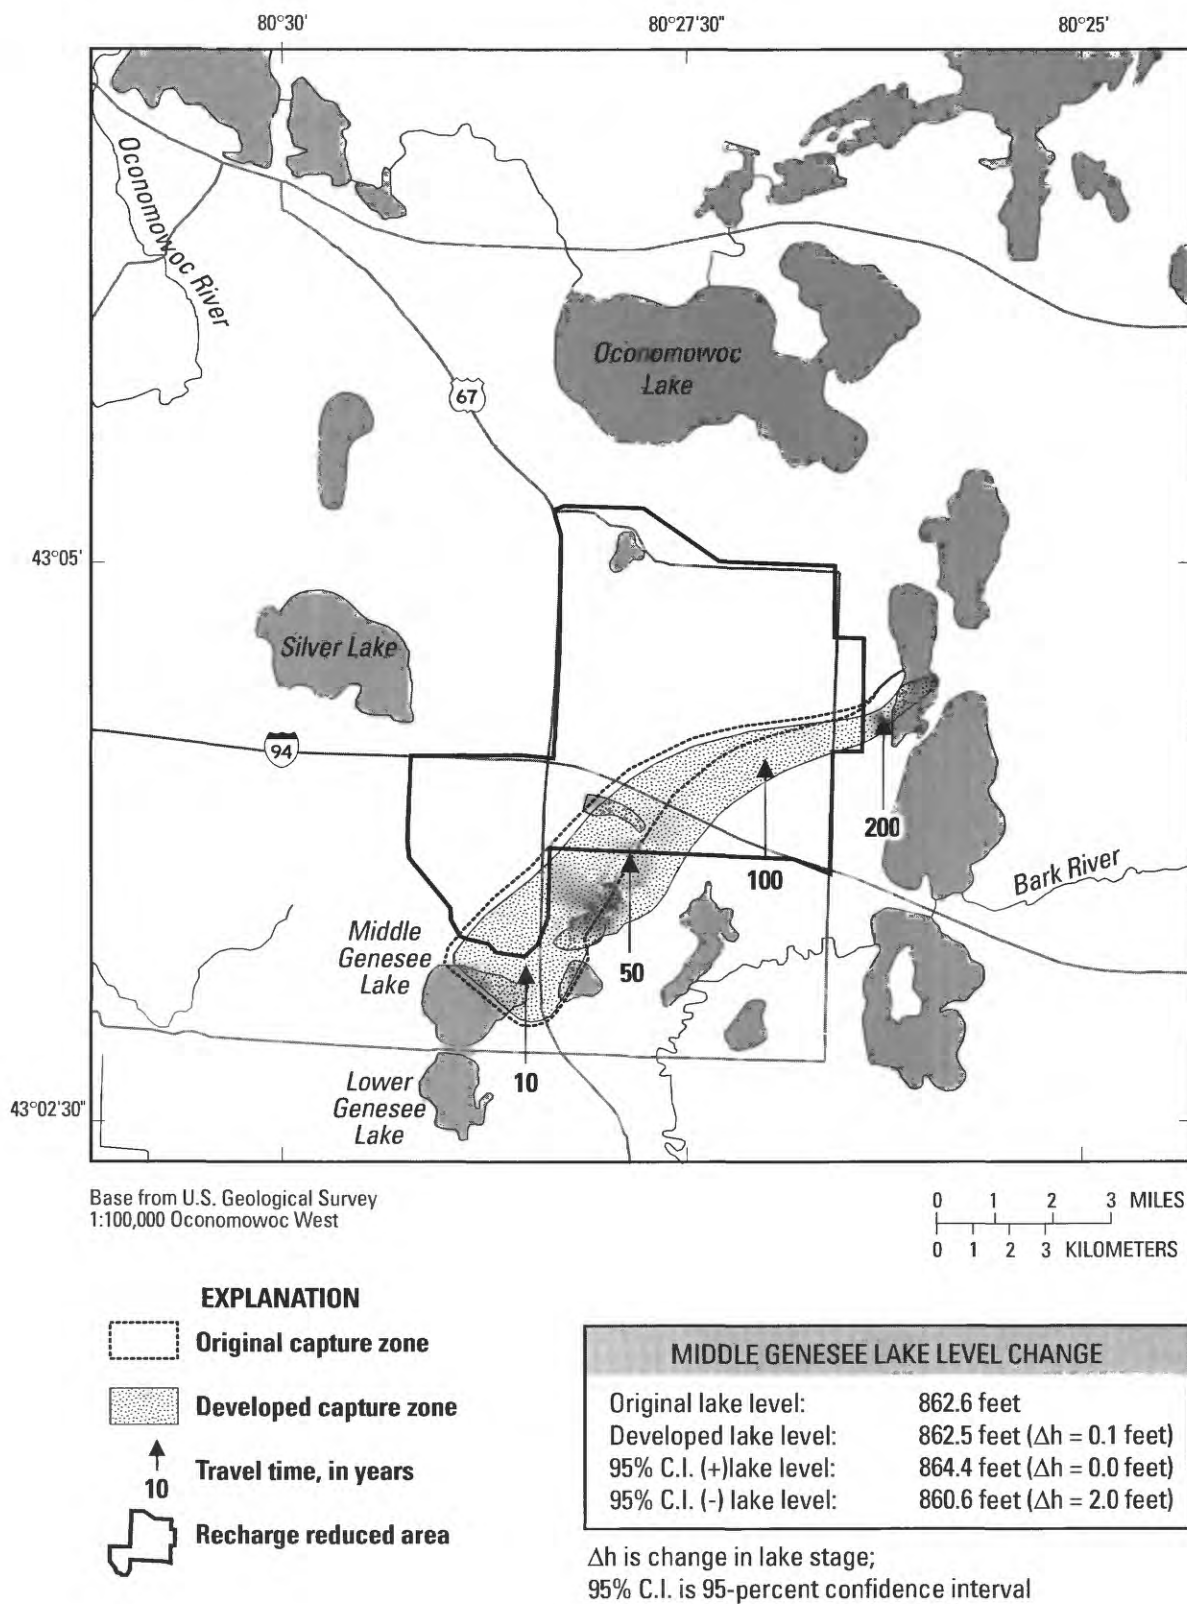 80°30'
80°27'30"
80°25'
Oconomowoc River
67
Oconomowoc
Lake
43°05'
Silver Lake
94
200
100
Bark River
Middle
Genesee
Lake
50
10
Lower
Genesee
Lake
43°02'30"
Base from U.S. Geological Survey
1:100,000 Oconomowoc West
0 1 2 3 MILES
0 1 2 3 KILOMETERS
EXPLANATION
Original capture zone
Developed capture zone
10
Travel time, in years
Recharge reduced area
MIDDLE GENESEE LAKE LEVEL CHANGE
Original lake level: 862.6 feet
Developed lake level: 862.5 feet (Δh = 0.1 feet)
95% C.I. (+)lake level: 864.4 feet (Δh = 0.0 feet)
95% C.I. (-) lake level: 860.6 feet (Δh = 2.0 feet)
Δh is change in lake stage;
95% C.I. is 95-percent confidence interval